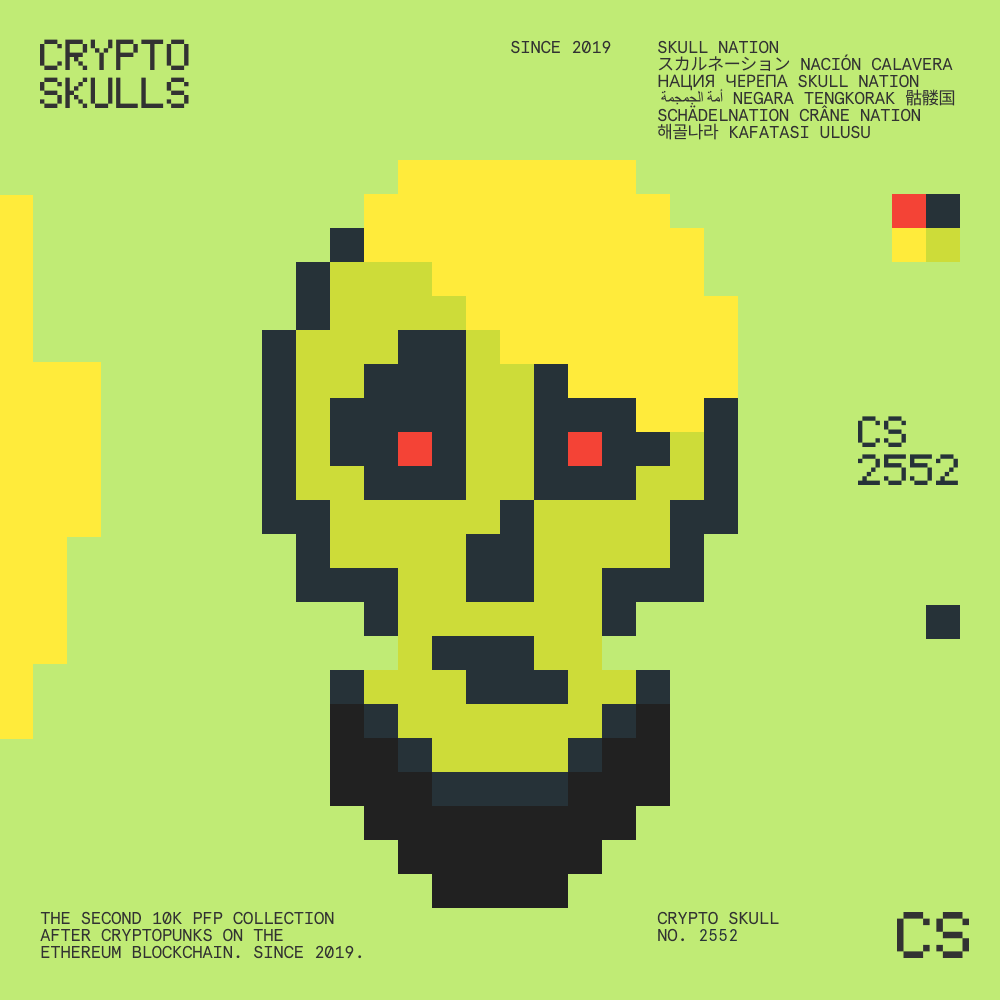 CRYPTO
SKULLS
SINCE 2019
SKULL NATION
スカルネーション NACIÓN CALAVERA
НАЦИЯ ЧЕРЕПА SKULL NATION
أمة الجمجمة NEGARA TENGKORAK 骷髅国
SCHÄDELNATION CRÂNE NATION
해골나라 KAFATASI ULUSU
CS
2552
THE SECOND 10K PFP COLLECTION
AFTER CRYPTOPUNKS ON THE
ETHEREUM BLOCKCHAIN. SINCE 2019.
CRYPTO SKULL
NO. 2552
CS